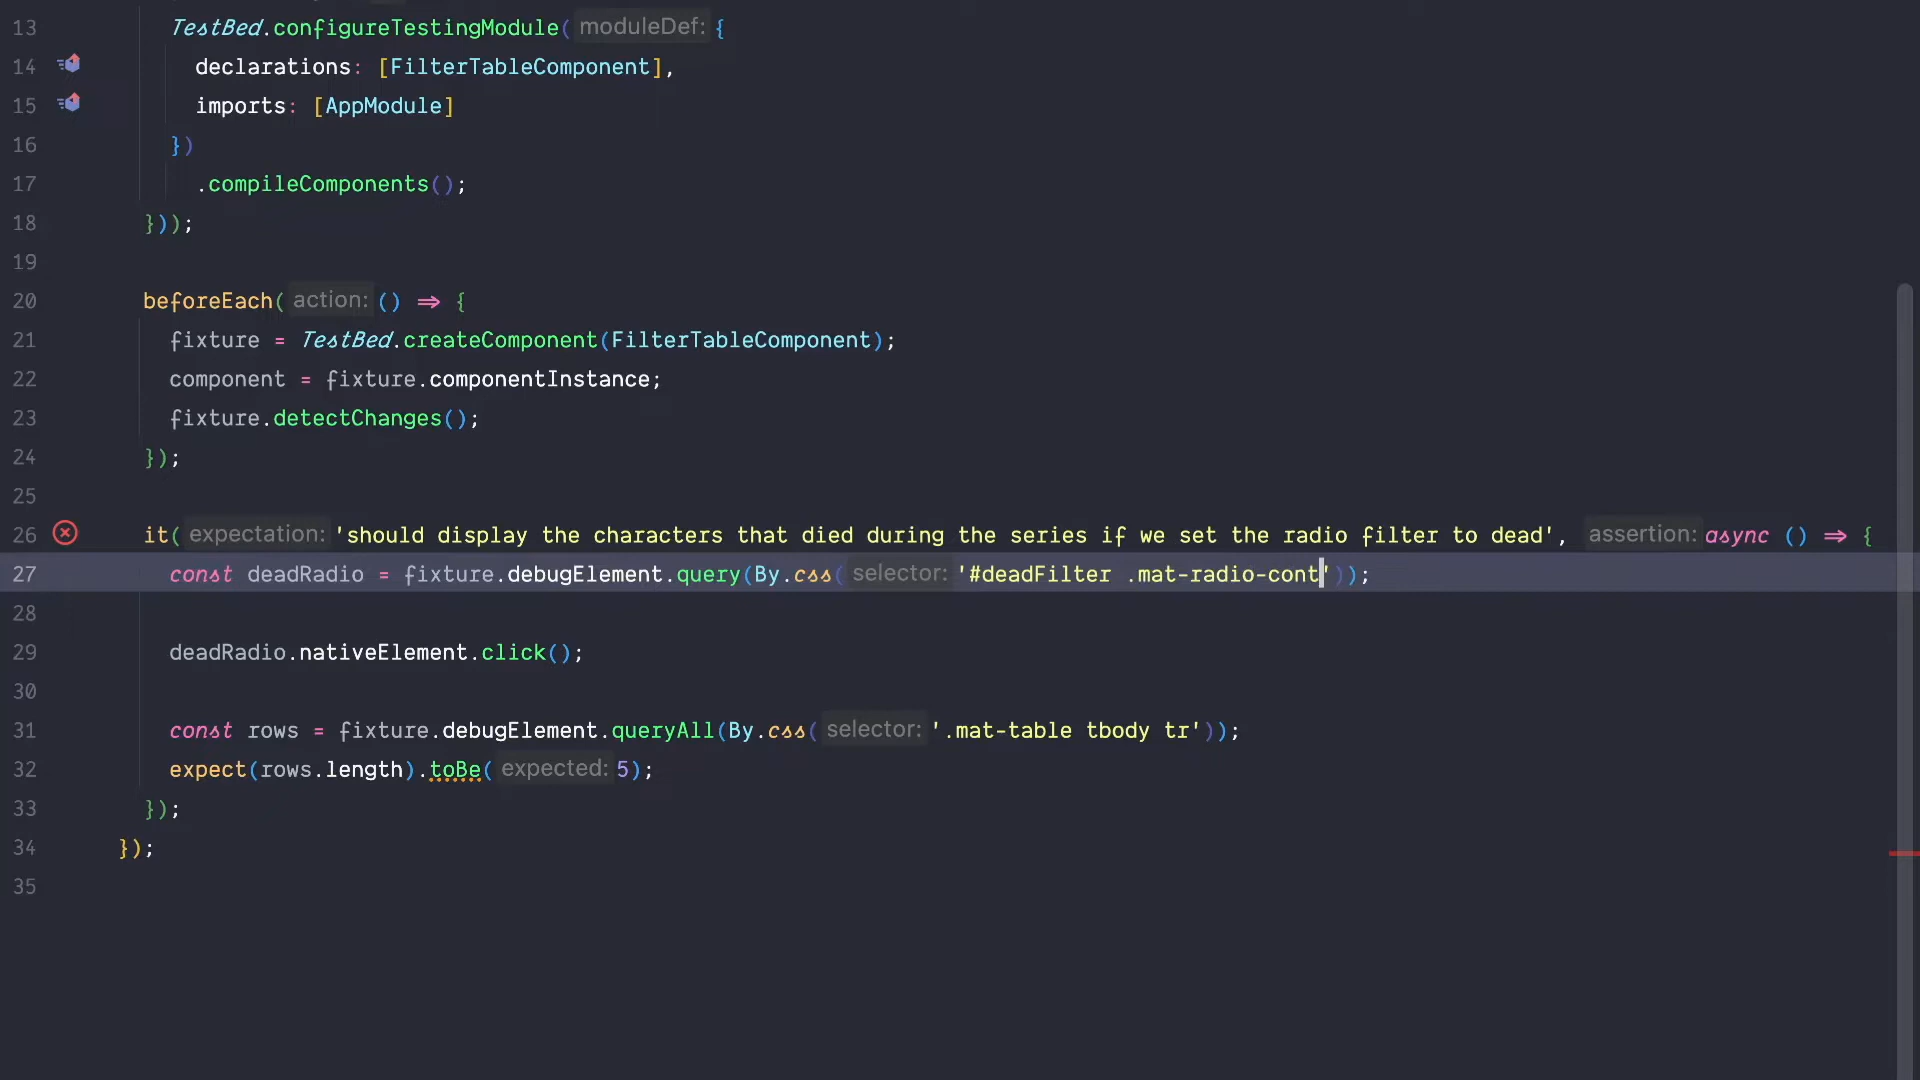 13 TestBed.configureTestingModule( moduleDef: {
14 declarations: [FilterTableComponent],
15 imports: [AppModule]
16 })
17 .compileComponents();
18 }));
19
20 beforeEach( action: () => {
21 fixture = TestBed.createComponent(FilterTableComponent);
22 component = fixture.componentInstance;
23 fixture.detectChanges();
24 });
25
26 it( expectation: 'should display the characters that died during the series if we set the radio filter to dead', assertion: async () => {
27 const deadRadio = fixture.debugElement.query(By.css( selector: '#deadFilter .mat-radio-cont'));
28
29 deadRadio.nativeElement.click();
30
31 const rows = fixture.debugElement.queryAll(By.css( selector: '.mat-table tbody tr'));
32 expect(rows.length).toBe( expected: 5);
33 });
34 });
35